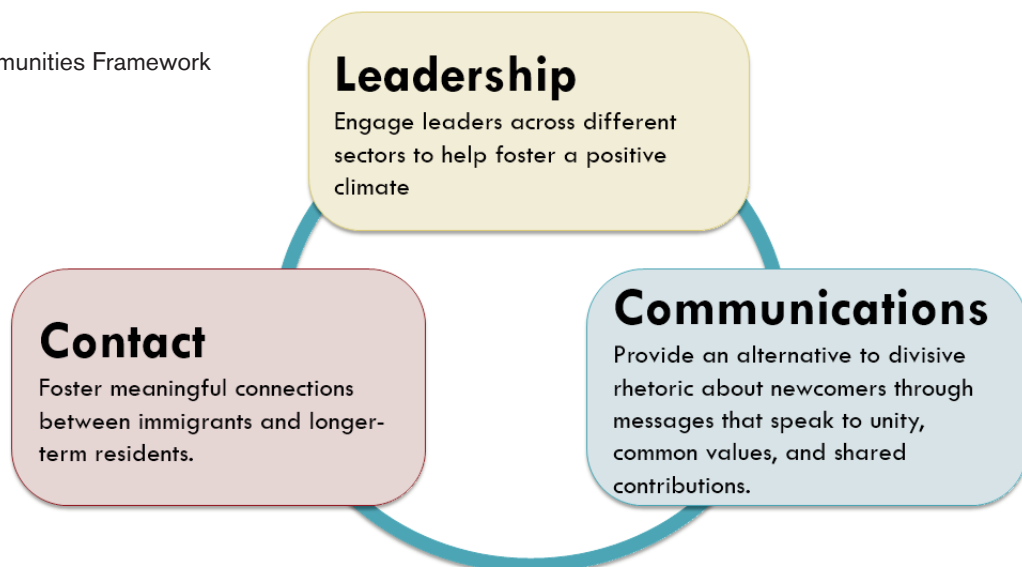 Framework
Leadership
Engage leaders across different
sectors to help foster a positive
climate
Contact
Foster meaningful connections
between immigrants and longer-
term residents.
Communications
Provide an alternative to divisive
rhetoric about newcomers through
messages that speak to unity,
common values, and shared
contributions.